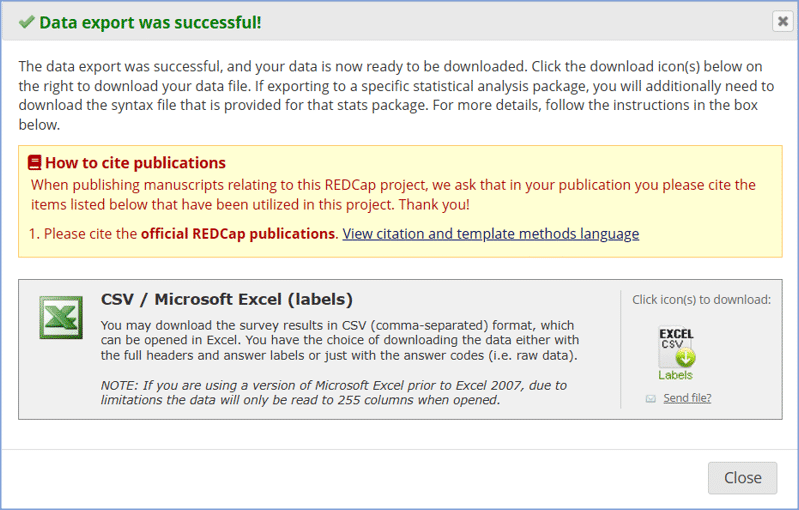 Data export was successful!
The data export was successful, and your data is now ready to be downloaded. Click the download icon(s) below on
the right to download your data file. If exporting to a specific statistical analysis package, you will additionally need to
download the syntax file that is provided for that stats package. For more details, follow the instructions in the box
below.
How to cite publications
When publishing manuscripts relating to this REDCap project, we ask that in your publication you please cite the
items listed below that have been utilized in this project. Thank you!
1. Please cite the official REDCap publications. View citation and template methods language
CSV / Microsoft Excel (labels)
You may download the survey results in CSV (comma-separated) format, which
can be opened in Excel. You have the choice of downloading the data either with
the full headers and answer labels or just with the answer codes (i.e. raw data).
NOTE: If you are using a version of Microsoft Excel prior to Excel 2007, due to
limitations the data will only be read to 255 columns when opened.
Click icon(s) to download:
EXCEL
CSV
Labels
Send file?
Close